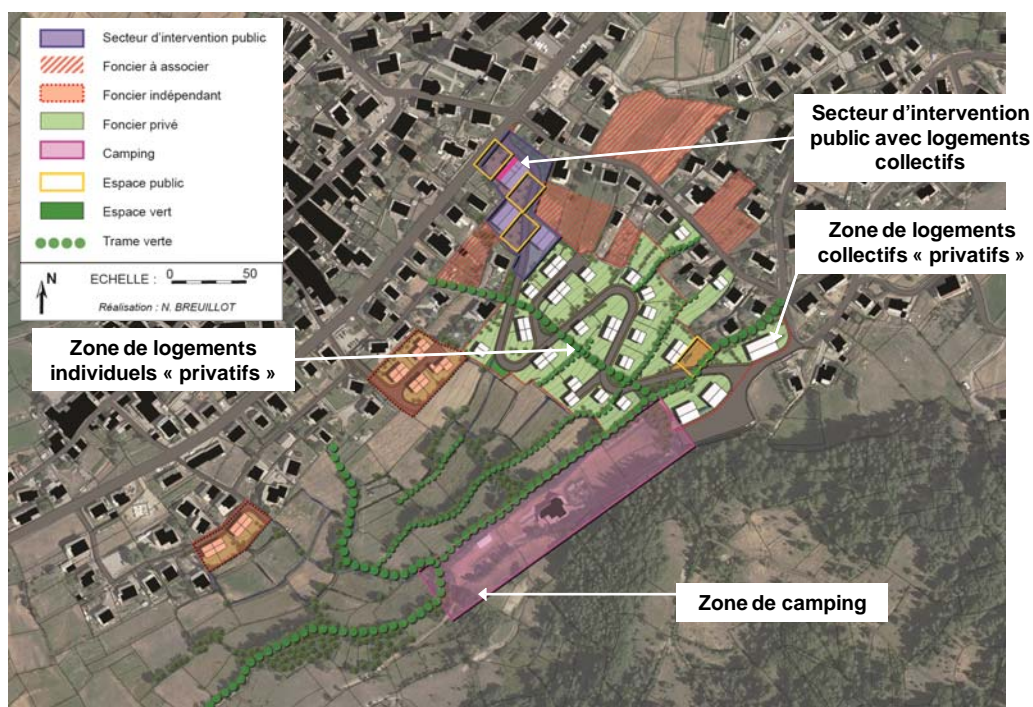 Secteur d'intervention public
Foncier à associer
Foncier indépendant
Foncier privé
Camping
Espace public
Espace vert
Trame verte
N
ECHELLE : 0 50
Réalisation : N. BREUILLOT
Secteur d'intervention
public avec logements
collectifs
Zone de logements
collectifs « privatifs »
Zone de logements
individuels « privatifs »
Zone de camping